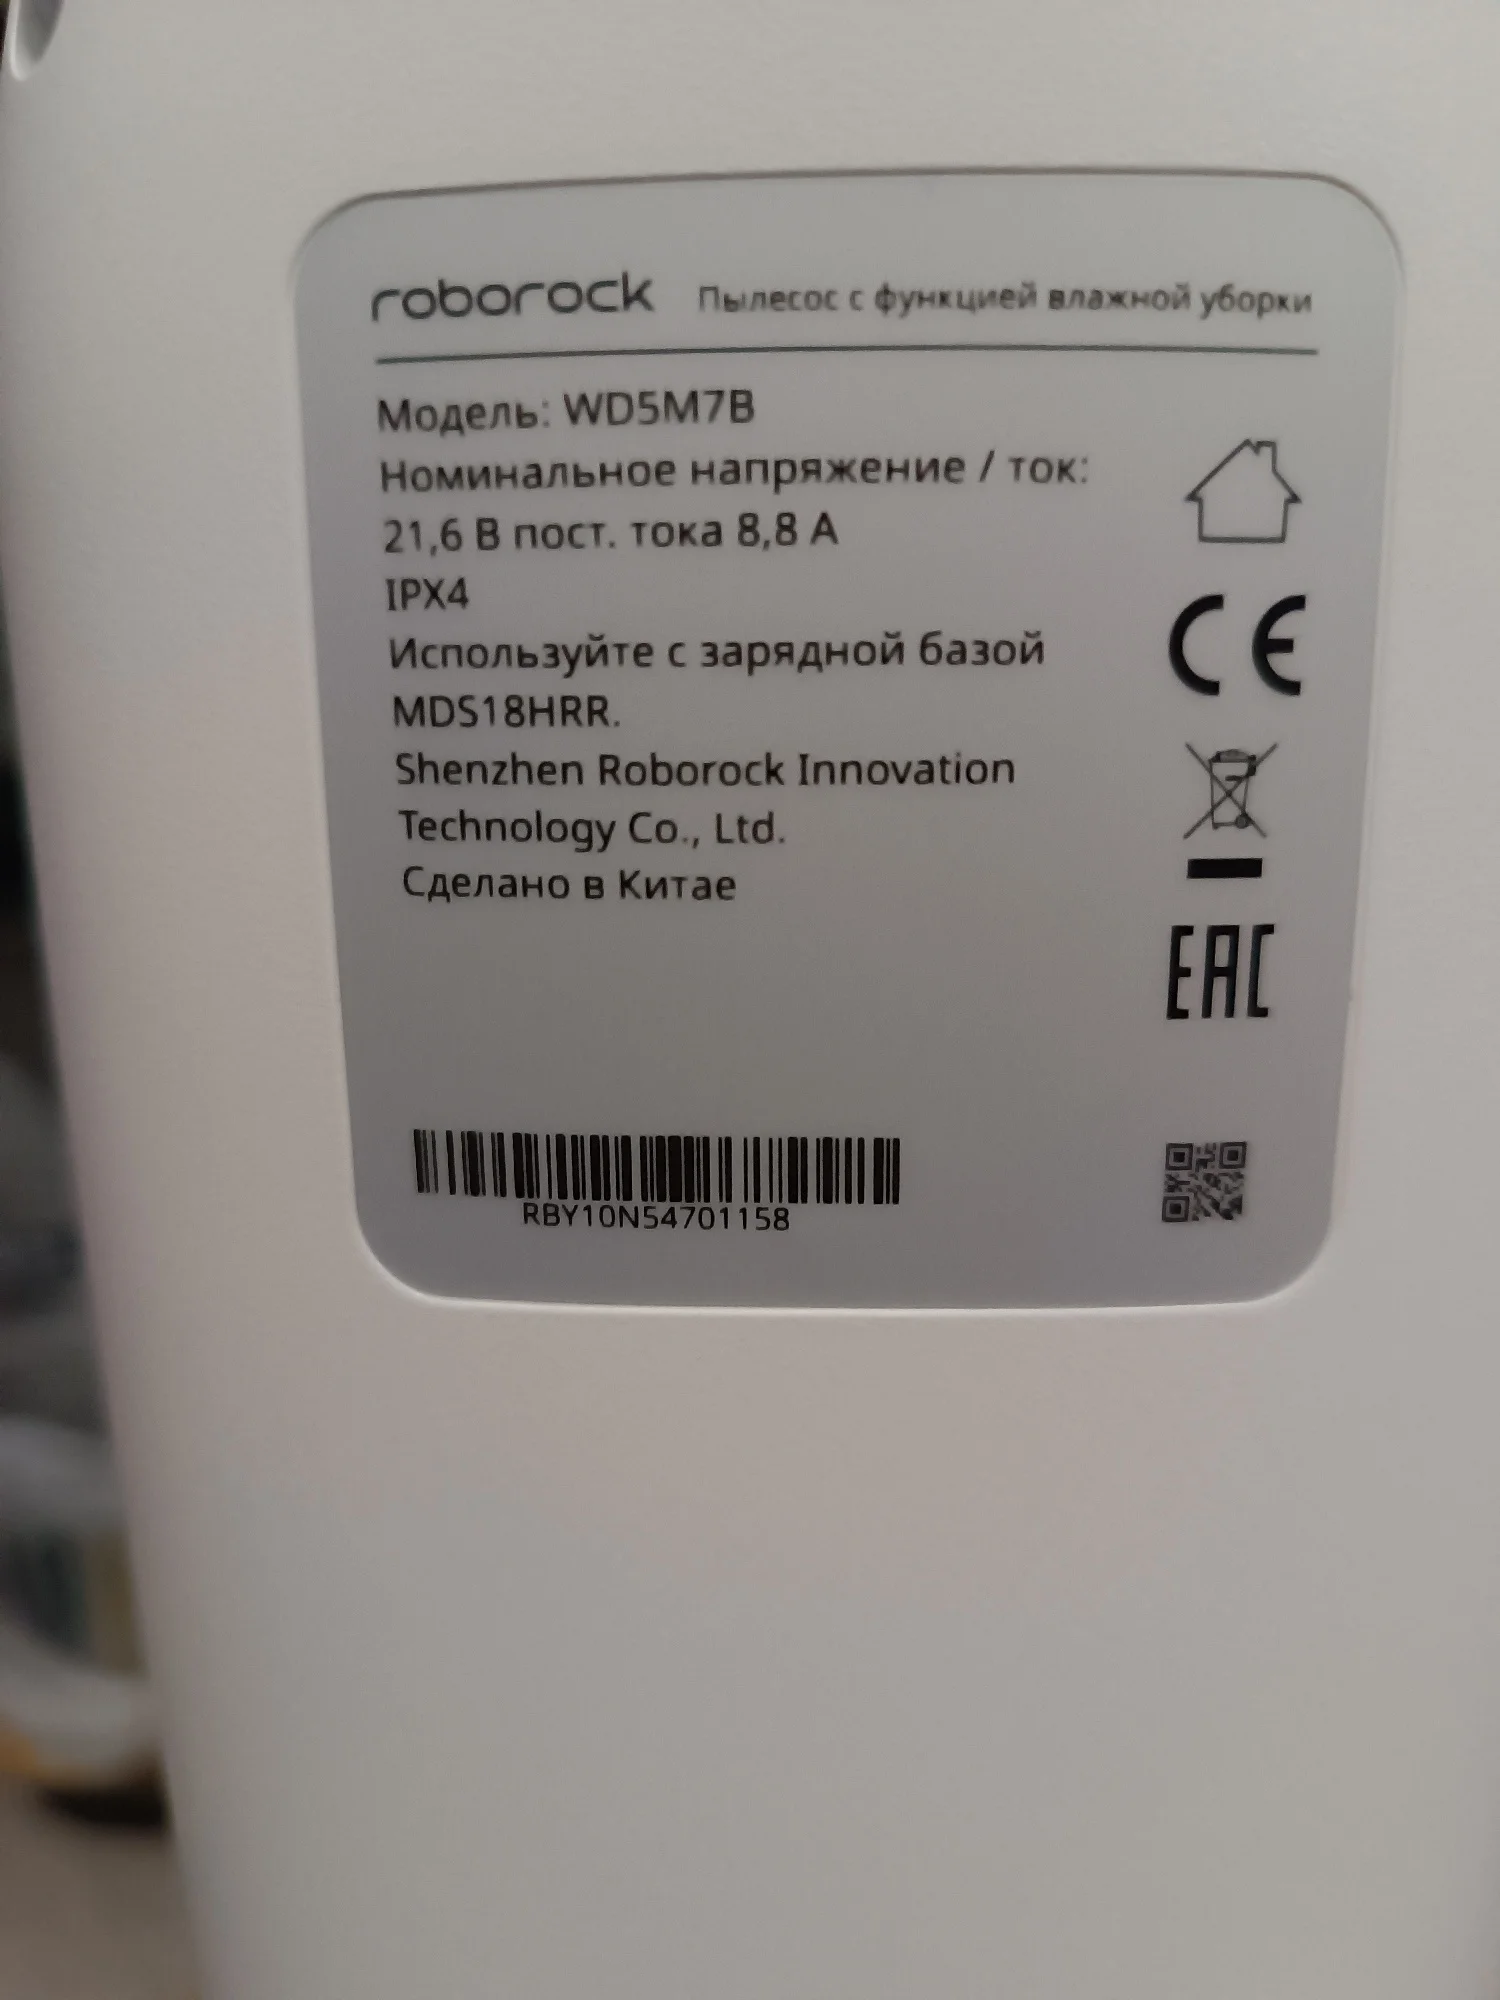 roborock Пылесос с функцией влажной уборки
Модель: WD5M7B
Номинальное напряжение / ток:
21,6 В пост. тока 8,8 А
IPX4
Используйте с зарядной базой
MDS18HRR.
Shenzhen Roborock Innovation
Technology Co., Ltd.
Сделано в Китае
CE
EAC
RBY10N54701158